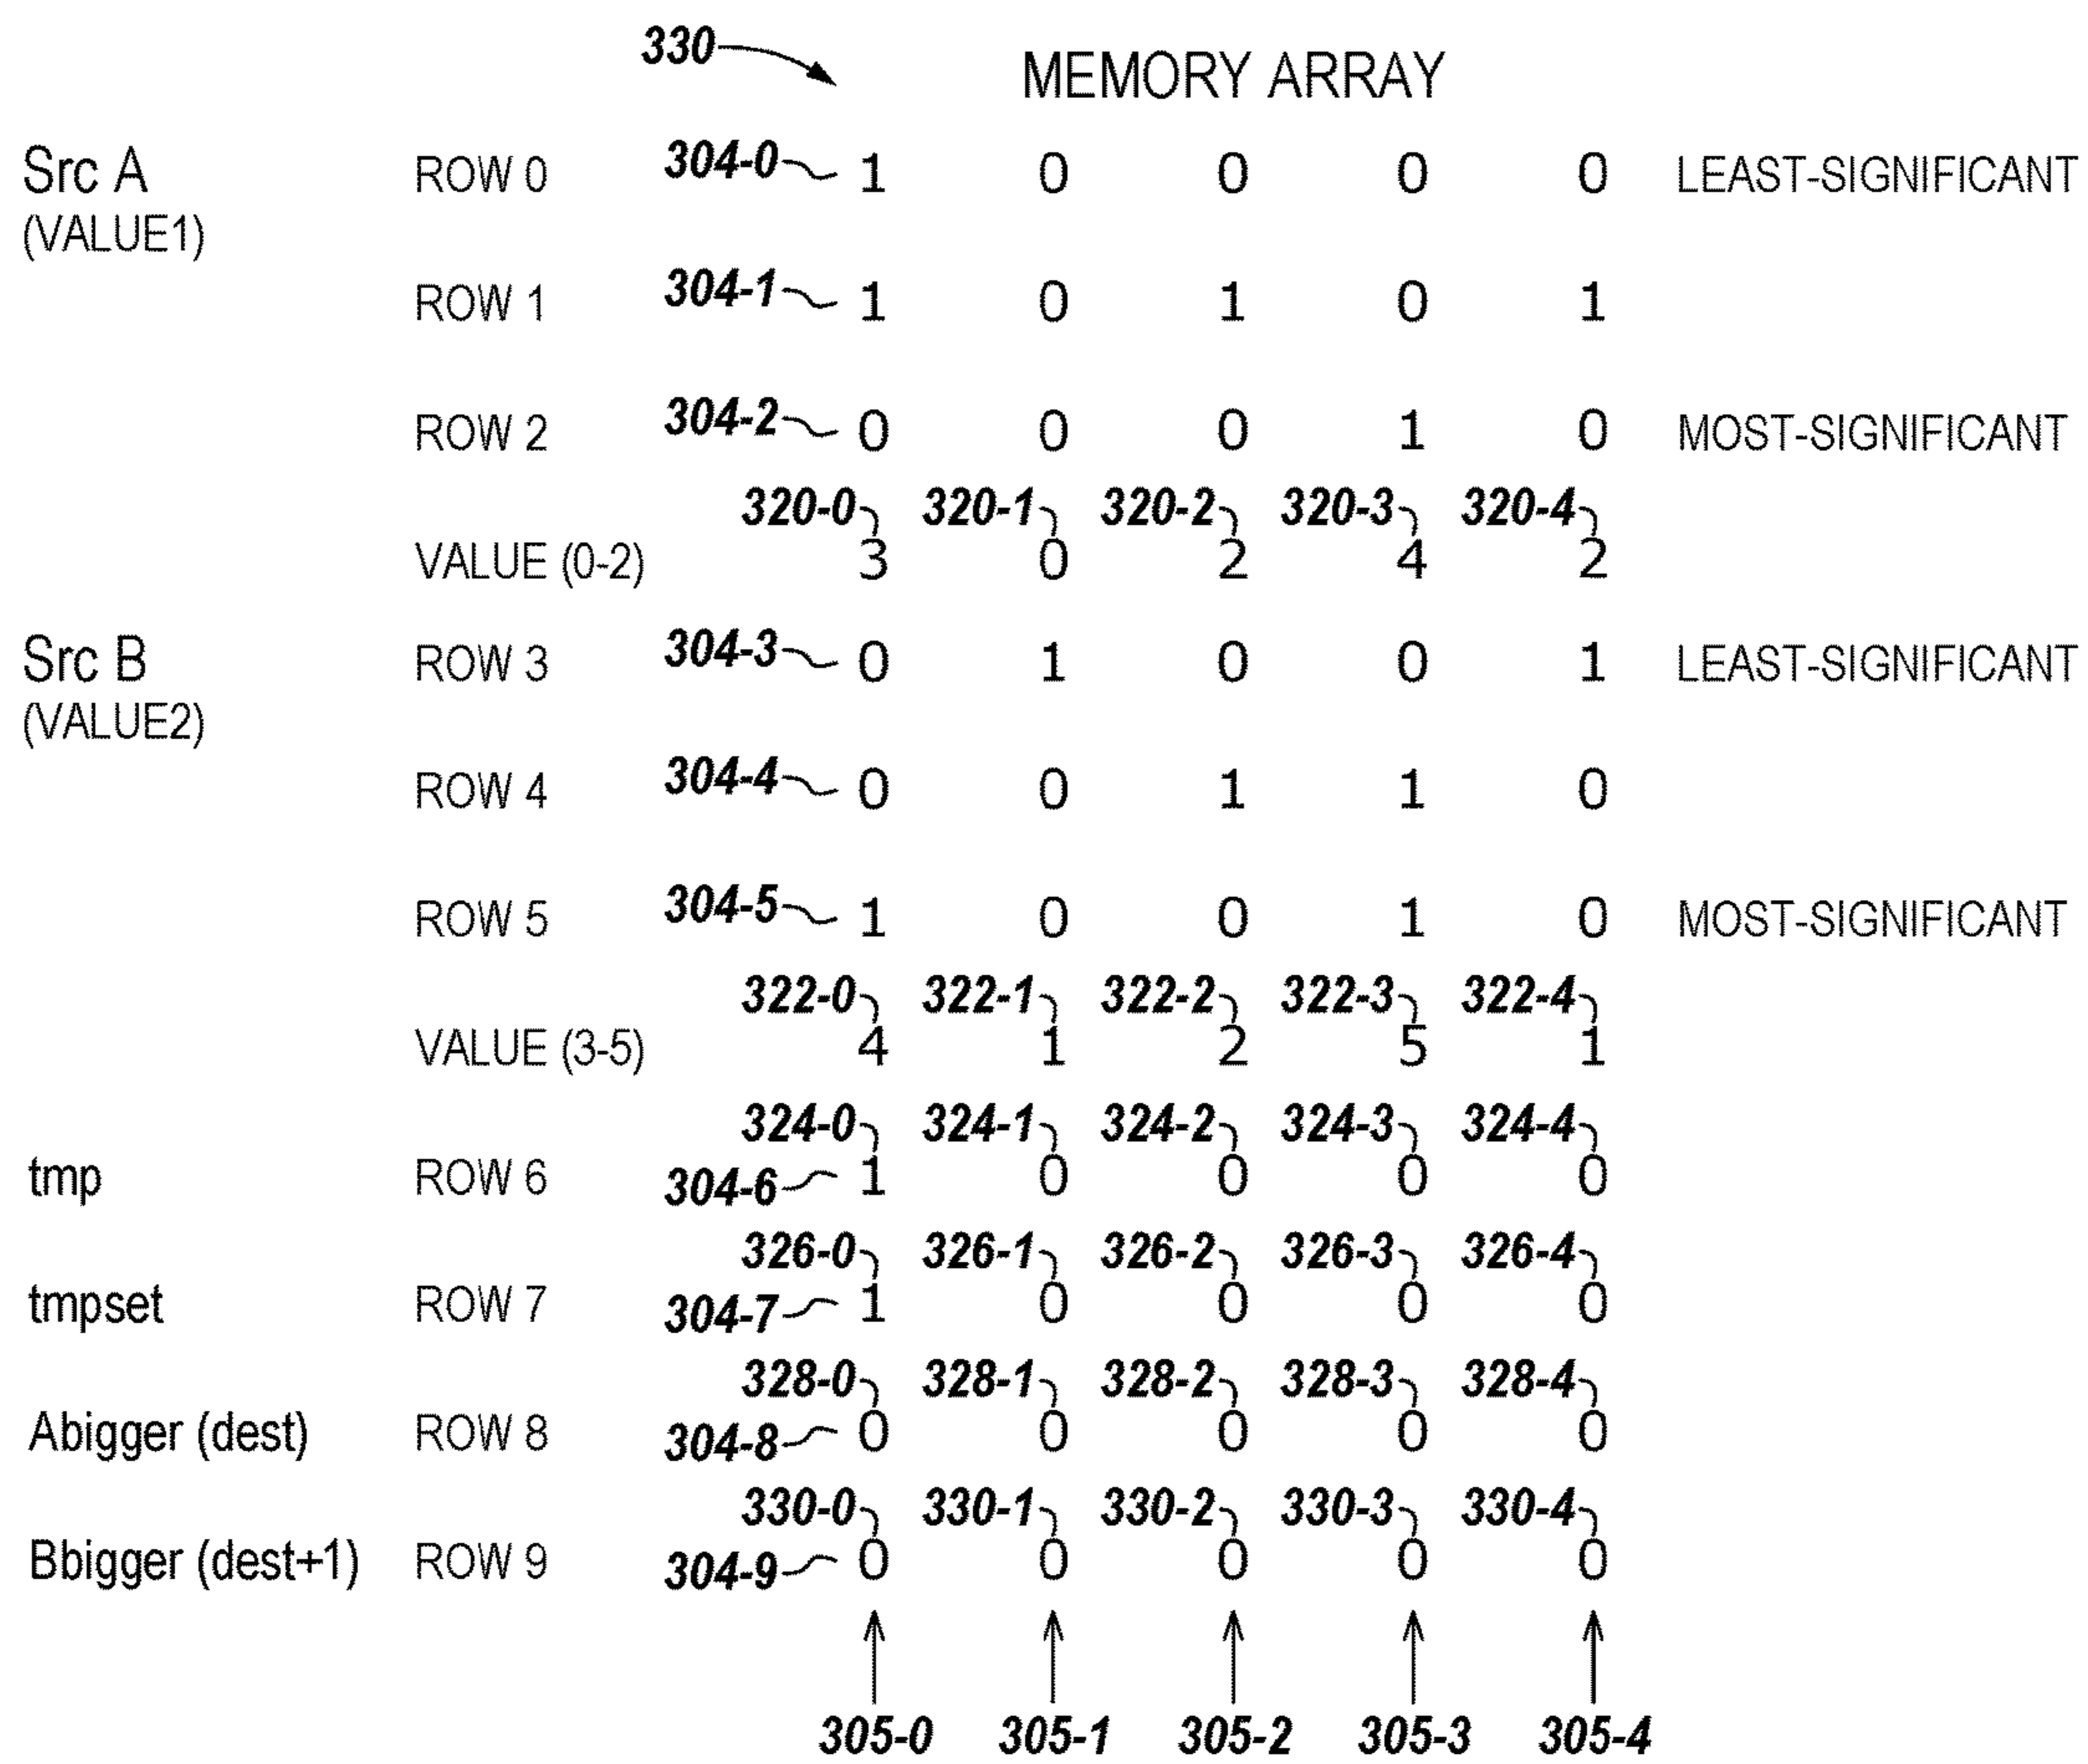 330 MEMORY ARRAY
Src A ROW 0 304-0 1 0 0 0 0 LEAST-SIGNIFICANT
(VALUE1)
ROW 1 304-1 1 0 1 0 1
ROW 2 304-2 0 0 0 1 0 MOST-SIGNIFICANT
320-0 320-1 320-2 320-3 320-4
VALUE (0-2) 3 0 2 4 2
Src B ROW 3 304-3 0 1 0 0 1 LEAST-SIGNIFICANT
(VALUE2)
ROW 4 304-4 0 0 1 1 0
ROW 5 304-5 1 0 0 1 0 MOST-SIGNIFICANT
322-0 322-1 322-2 322-3 322-4
VALUE (3-5) 4 1 2 5 1
324-0 324-1 324-2 324-3 324-4
tmp ROW 6 304-6 1 0 0 0 0
326-0 326-1 326-2 326-3 326-4
tmpset ROW 7 304-7 1 0 0 0 0
328-0 328-1 328-2 328-3 328-4
Abigger (dest) ROW 8 304-8 0 0 0 0 0
330-0 330-1 330-2 330-3 330-4
Bbigger (dest+1) ROW 9 304-9 0 0 0 0 0
305-0 305-1 305-2 305-3 305-4